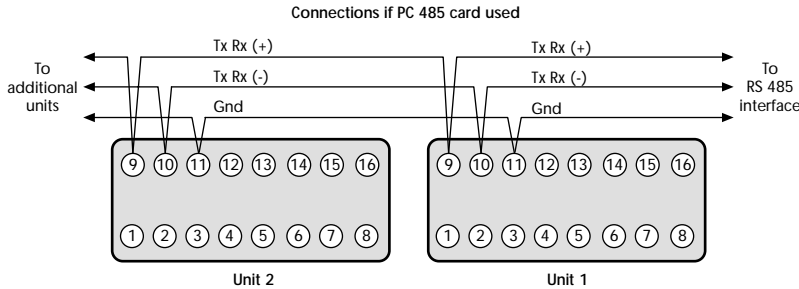 Connections if PC 485 card used
Tx Rx (+) Tx Rx (+)
To additional units
Tx Rx (-) Tx Rx (-)
To RS 485 interface
Gnd Gnd
9 10 11 12 13 14 15 16 9 10 11 12 13 14 15 16
1 2 3 4 5 6 7 8 1 2 3 4 5 6 7 8
Unit 2 Unit 1